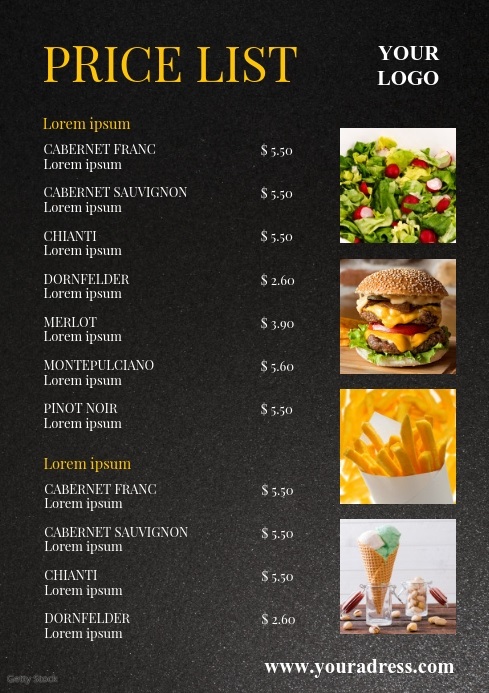 PRICE LIST
YOUR
LOGO
Lorem ipsum
CABERNET FRANC $ 5.50
Lorem ipsum
CABERNET SAUVIGNON $ 5.50
Lorem ipsum
CHIANTI $ 5.50
Lorem ipsum
DORNFELDER $ 2.60
Lorem ipsum
MERLOT $ 3.90
Lorem ipsum
MONTEPULCIANO $ 5.60
Lorem ipsum
PINOT NOIR $ 5.50
Lorem ipsum
Lorem ipsum
CABERNET FRANC $ 5.50
Lorem ipsum
CABERNET SAUVIGNON $ 5.50
Lorem ipsum
CHIANTI $ 5.50
Lorem ipsum
DORNFELDER $ 2.60
Lorem ipsum
www.youradress.com
Getty Stock